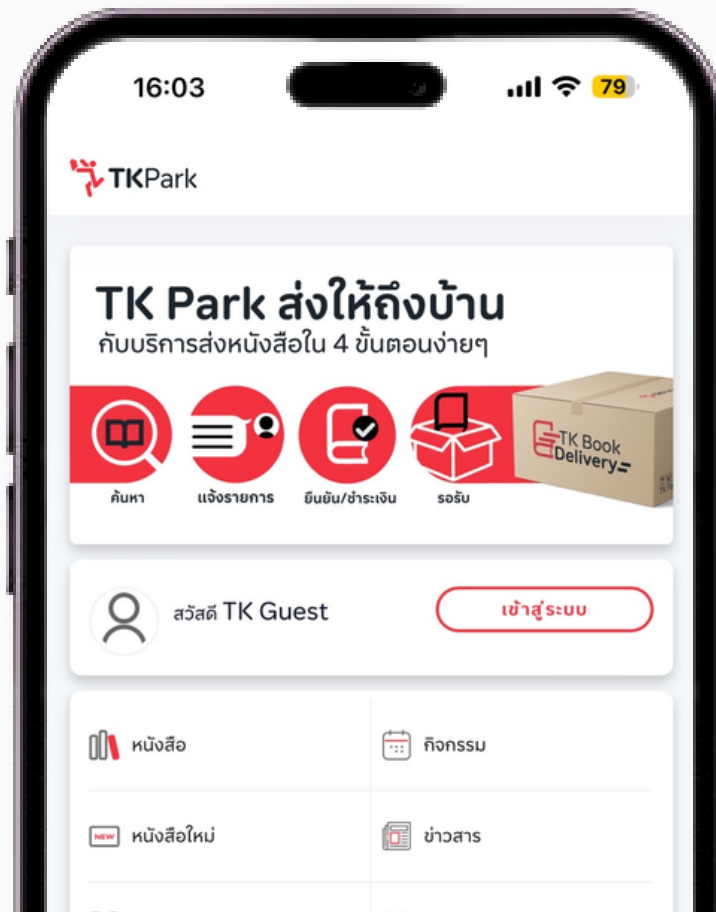 16:03
79
TKPark
TK Park ส่งให้ถึงบ้าน
กับบริการส่งหนังสือใน 4 ขั้นตอนง่ายๆ
TK Book
Delivery
ค้นหา
แจ้งรายการ
ยืนยัน/ชำระเงิน
รอรับ
สวัสดี TK Guest
เข้าสู่ระบบ
หนังสือ
กิจกรรม
NEW
หนังสือใหม่
ข่าวสาร